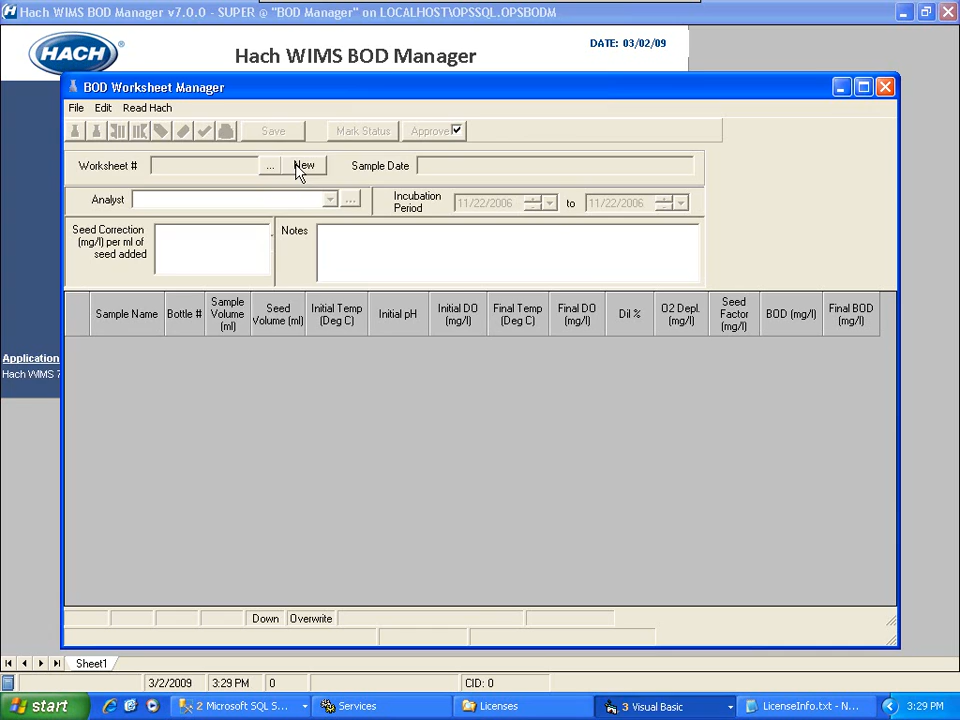 Hach WIMS BOD Manager v7.0.0 - SUPER @ "BOD Manager" on LOCALHOST\OPSSQL.OPSBODM
HACH ®
Hach WIMS BOD Manager
DATE: 03/02/09
BOD Worksheet Manager
File Edit Read Hach
Save Mark Status Approve
Worksheet # ... New Sample Date
Analyst ... Incubation Period 11/22/2006 to 11/22/2006
Seed Correction (mg/l) per ml of seed added
Notes
Sample Name Bottle # Sample Volume (ml) Seed Volume (ml) Initial Temp (Deg C) Initial pH Initial DO (mg/l) Final Temp (Deg C) Final DO (mg/l) Dil % O2 Depl. (mg/l) Seed Factor (mg/l) BOD (mg/l) Final BOD (mg/l)
Application
Hach WIMS 7
Down Overwrite
Sheet1
3/2/2009 3:29 PM 0 CID: 0
start 2 Microsoft SQL S... Services Licenses 3 Visual Basic LicenseInfo.txt - N... 3:29 PM